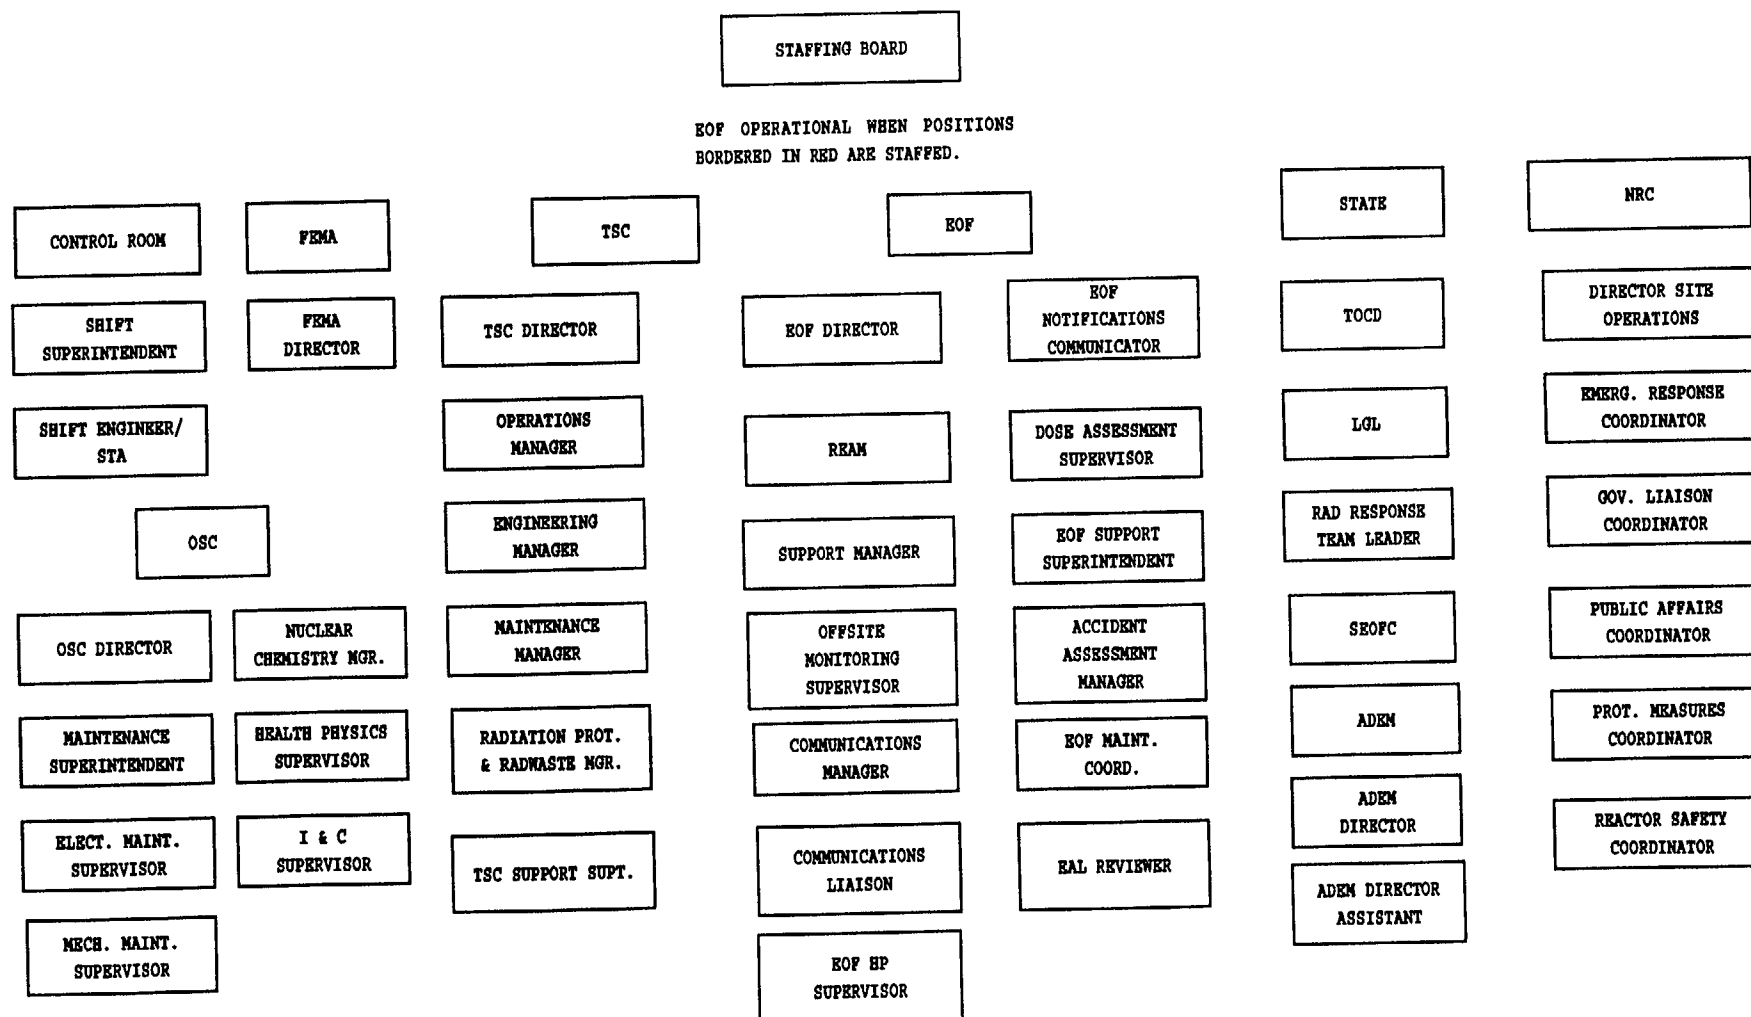 STAFFING BOARD
EOF OPERATIONAL WHEN POSITIONS
BORDERED IN RED ARE STAFFED.
CONTROL ROOM
FEMA
TSC
EOF
STATE
NRC
SHIFT
SUPERINTENDENT
SHIFT ENGINEER/
STA
FEMA
DIRECTOR
OSC
OSC DIRECTOR
MAINTENANCE
SUPERINTENDENT
ELECT. MAINT.
SUPERVISOR
MECH. MAINT.
SUPERVISOR
NUCLEAR
CHEMISTRY MGR.
HEALTH PHYSICS
SUPERVISOR
I & C
SUPERVISOR
TSC DIRECTOR
OPERATIONS
MANAGER
ENGINEERING
MANAGER
MAINTENANCE
MANAGER
RADIATION PROT.
& RADWASTE MGR.
TSC SUPPORT SUPT.
EOF DIRECTOR
REAM
SUPPORT MANAGER
OFFSITE
MONITORING
SUPERVISOR
COMMUNICATIONS
MANAGER
COMMUNICATIONS
LIAISON
EOF HP
SUPERVISOR
EOF
NOTIFICATIONS
COMMUNICATOR
DOSE ASSESSMENT
SUPERVISOR
EOF SUPPORT
SUPERINTENDENT
ACCIDENT
ASSESSMENT
MANAGER
EOF MAINT.
COORD.
EAL REVIEWER
TOCD
LGL
RAD RESPONSE
TEAM LEADER
SEOFC
ADEM
ADEM
DIRECTOR
ADEM DIRECTOR
ASSISTANT
DIRECTOR SITE
OPERATIONS
EMERG. RESPONSE
COORDINATOR
GOV. LIAISON
COORDINATOR
PUBLIC AFFAIRS
COORDINATOR
PROT. MEASURES
COORDINATOR
REACTOR SAFETY
COORDINATOR